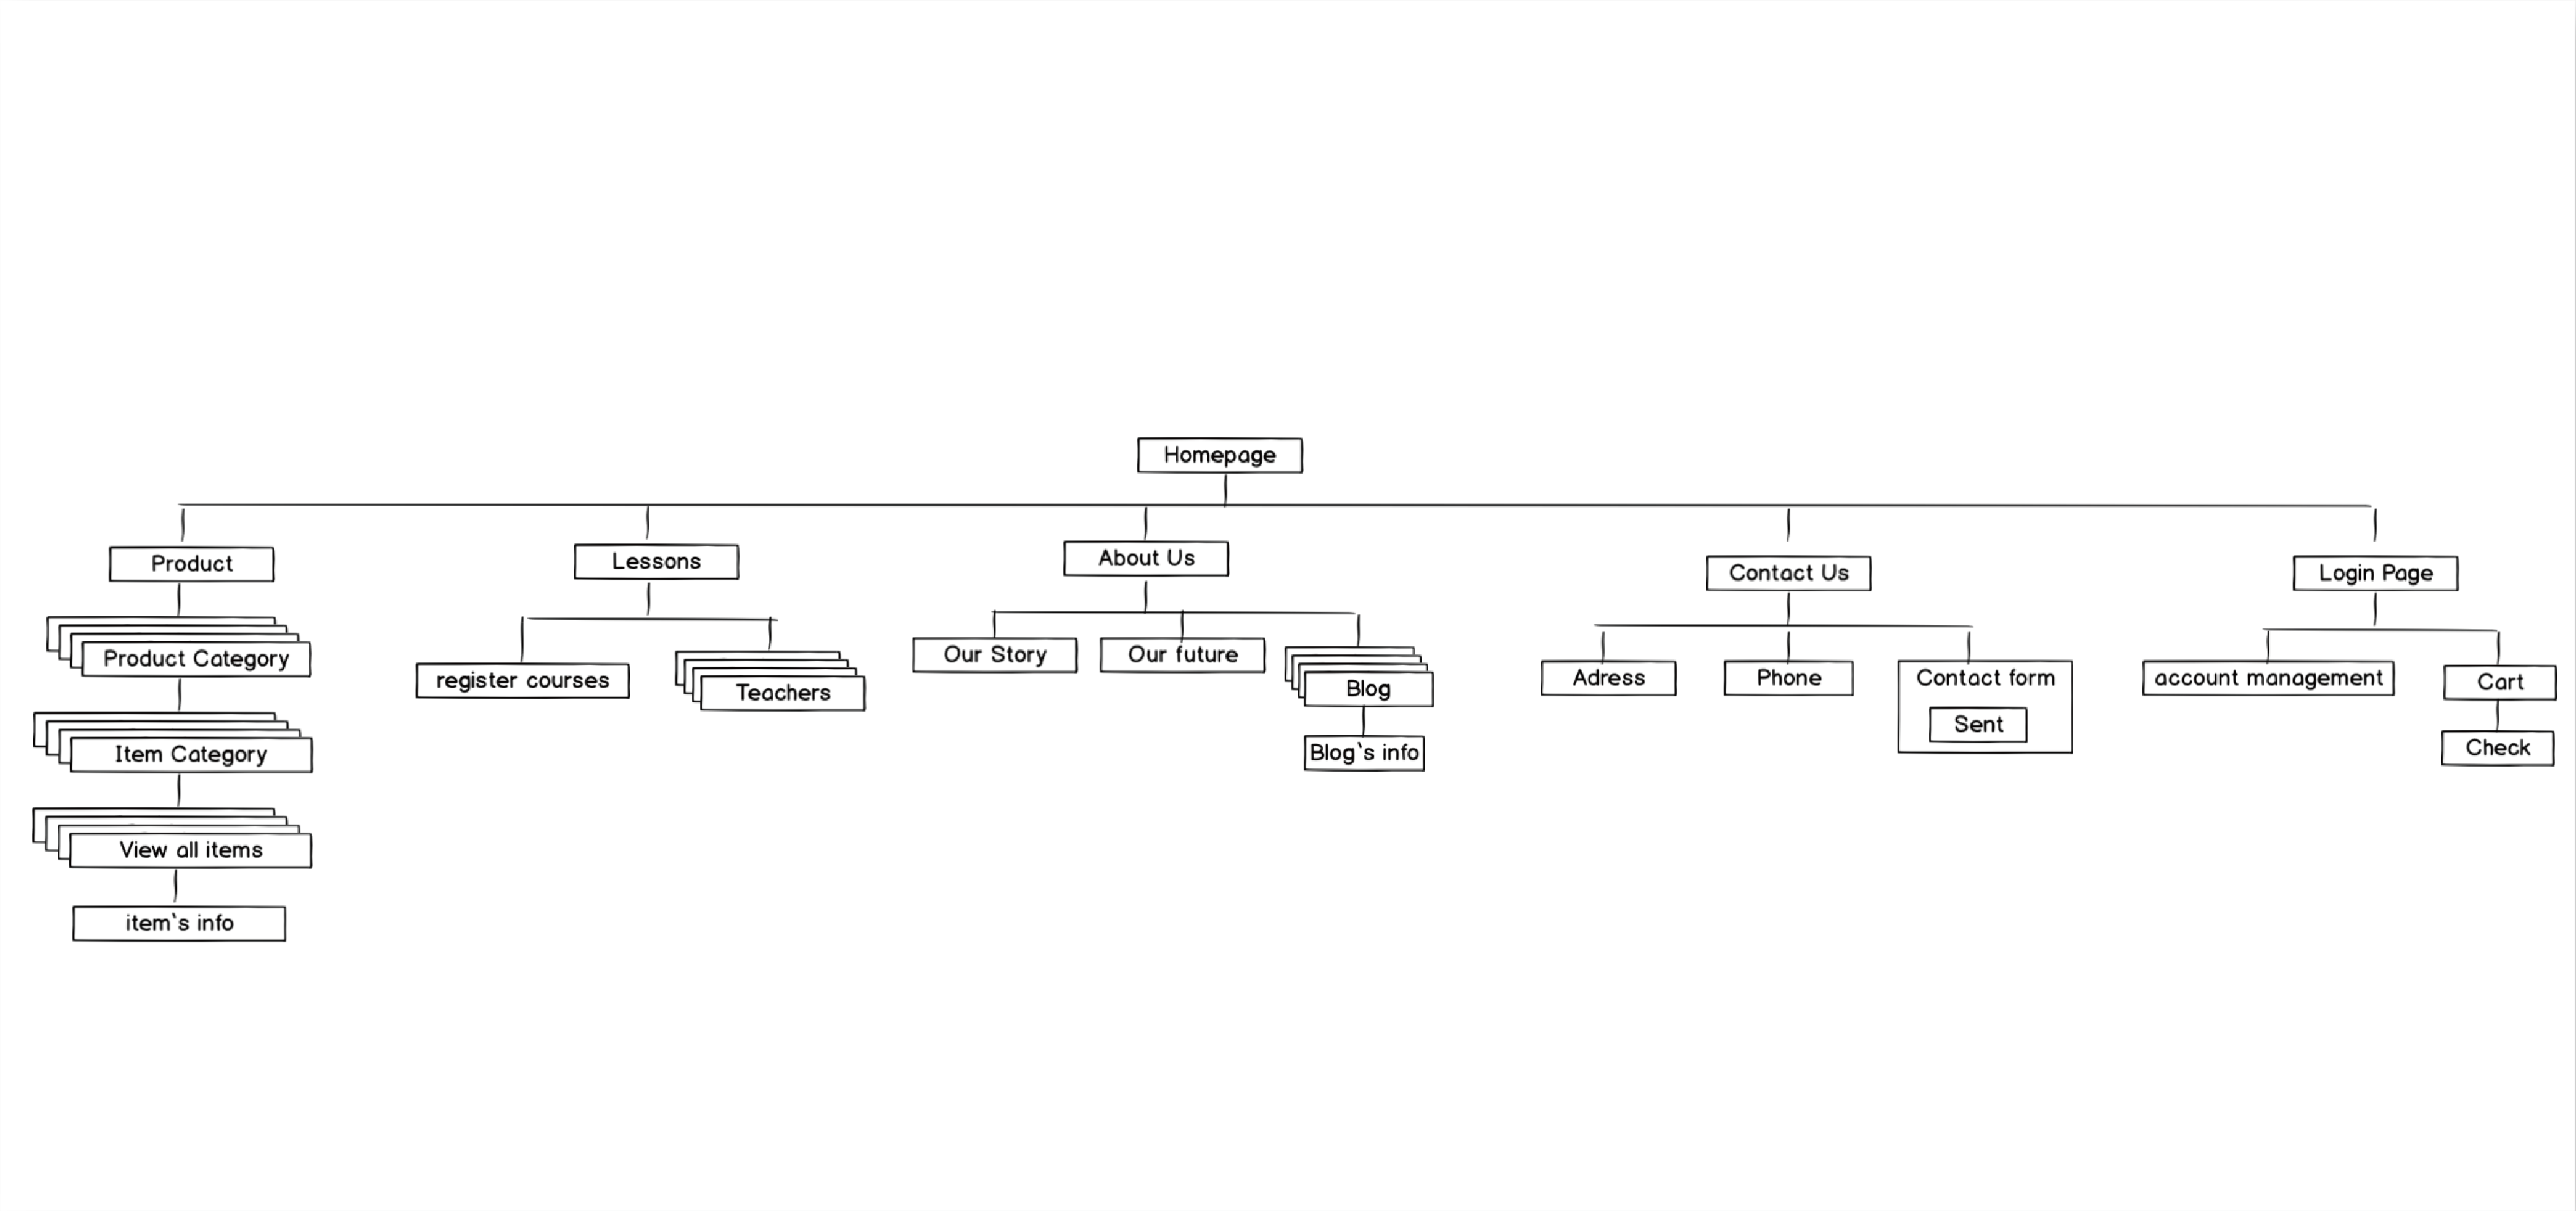 Homepage
Product
Lessons
About Us
Contact Us
Login Page
Product Category
Item Category
View all items
item`s info
register courses
Teachers
Our Story
Our future
Blog
Blog`s info
Adress
Phone
Contact form
Sent
account management
Cart
Check